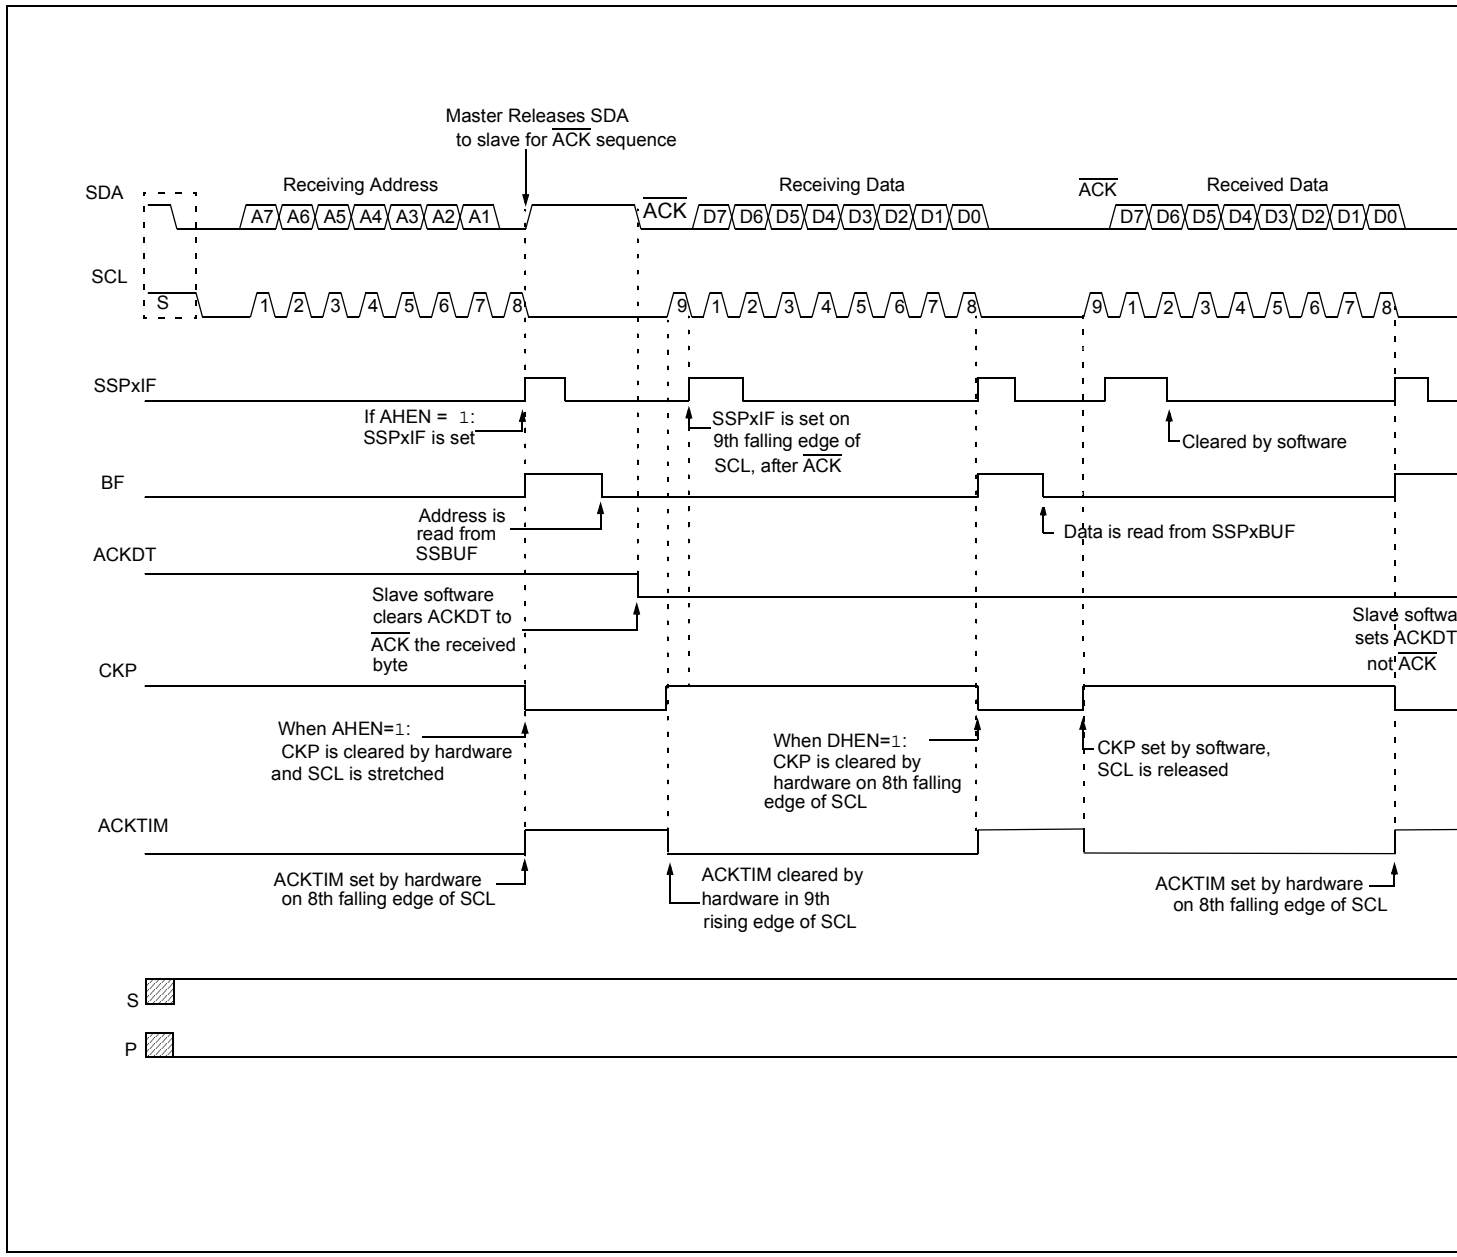 Master Releases SDA
to slave for ACK sequence
SDA
Receiving Address
ACK
Receiving Data
ACK
Received Data
A7 A6 A5 A4 A3 A2 A1
D7 D6 D5 D4 D3 D2 D1 D0
D7 D6 D5 D4 D3 D2 D1 D0
SCL
S
1 2 3 4 5 6 7 8
9 1 2 3 4 5 6 7 8
9 1 2 3 4 5 6 7 8
SSPxIF
If AHEN = 1:
SSPxIF is set
SSPxIF is set on
9th falling edge of
SCL, after ACK
Cleared by software
BF
Address is
read from
SSBUF
Data is read from SSPxBUF
ACKDT
Slave software
clears ACKDT to
ACK the received
byte
Slave softwa
sets ACKDT
not ACK
CKP
When AHEN=1:
CKP is cleared by hardware
and SCL is stretched
When DHEN=1:
CKP is cleared by
hardware on 8th falling
edge of SCL
CKP set by software,
SCL is released
ACKTIM
ACKTIM set by hardware
on 8th falling edge of SCL
ACKTIM cleared by
hardware in 9th
rising edge of SCL
ACKTIM set by hardware
on 8th falling edge of SCL
S
P